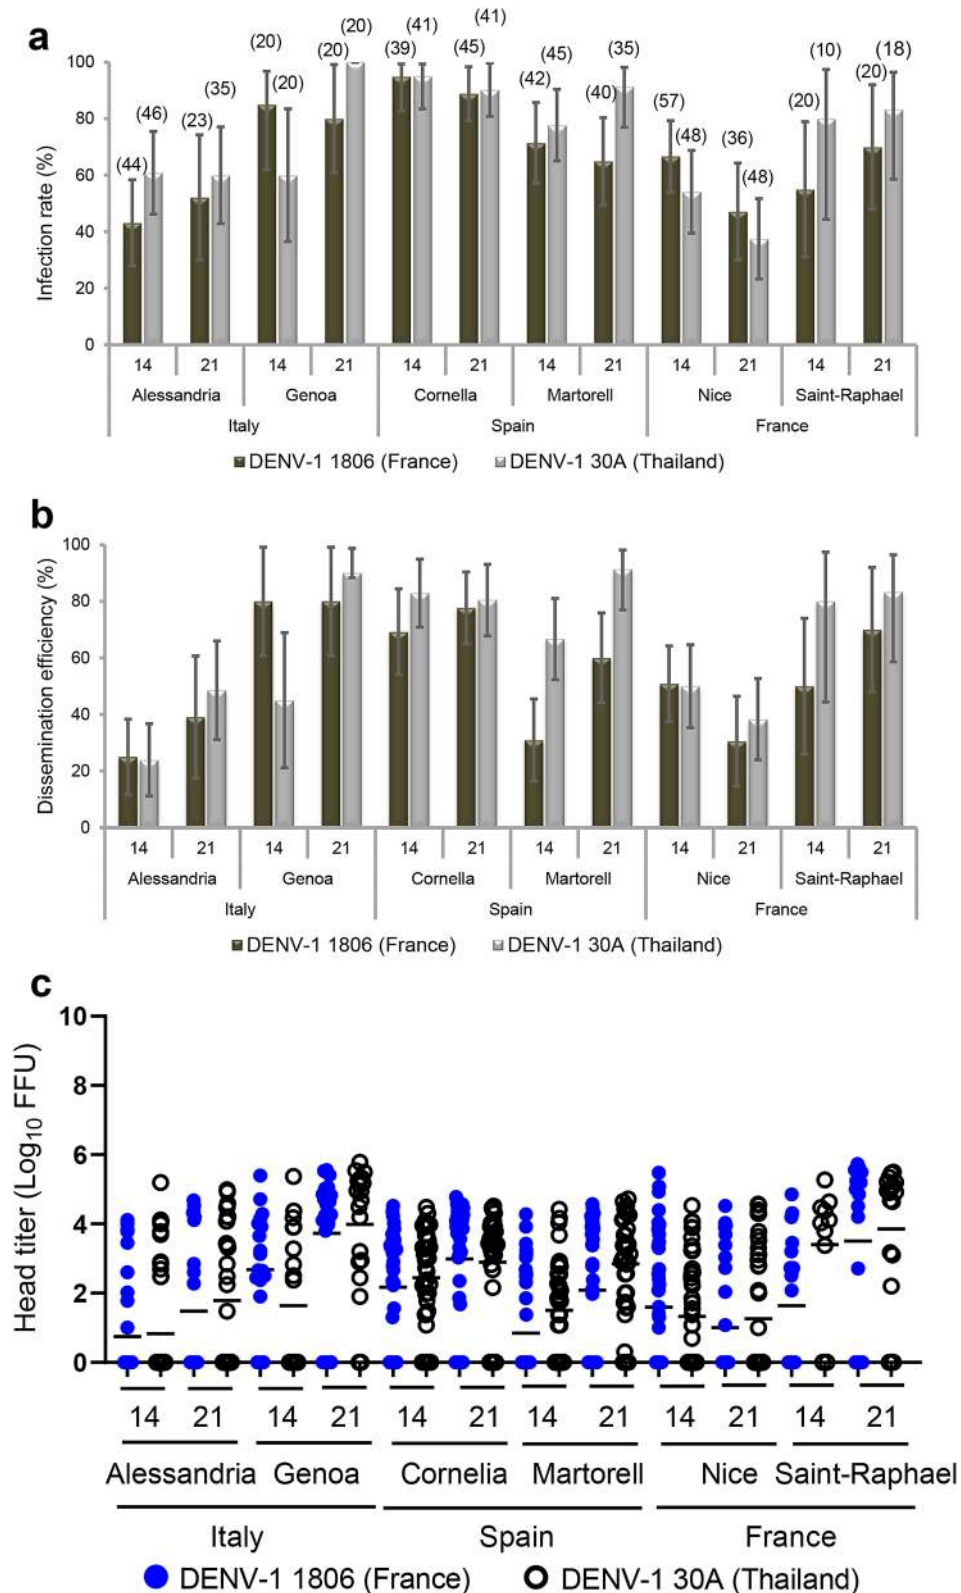 a
(20) (20) (41) (41)
(20) (20) (39) (45) (45) (35) (10) (18)
100
(46) (35) (42) (40) (57) (20) (20)
80
(44) (23) (48) (36) (48)
60
40
20
0
Infection rate (%)
14 21 14 21 14 21 14 21 14 21 14 21
Alessandria Genoa Cornella Martorell Nice Saint-Raphael
Italy Spain France
DENV-1 1806 (France) DENV-1 30A (Thailand)
b
100
80
60
40
20
0
Dissemination efficiency (%)
14 21 14 21 14 21 14 21 14 21 14 21
Alessandria Genoa Cornella Martorell Nice Saint-Raphael
Italy Spain France
DENV-1 1806 (France) DENV-1 30A (Thailand)
c
10
8
6
4
2
0
Head titer (Log10 FFU)
14 21 14 21 14 21 14 21 14 21 14 21
Alessandria Genoa Cornelia Martorell Nice Saint-Raphael
Italy Spain France
DENV-1 1806 (France) DENV-1 30A (Thailand)